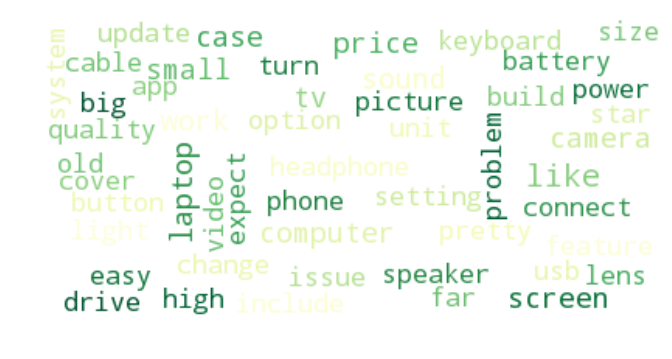 system
update
case
price
keyboard
size
cable
small
turn
sound
battery
app
big
tv
picture
build
power
quality
work
option
unit
star
camera
problem
old
cover
laptop
video
expect
headphone
like
button
phone
setting
connect
light
computer
pretty
feature
change
easy
issue
speaker
usb
lens
drive
high
include
far
screen